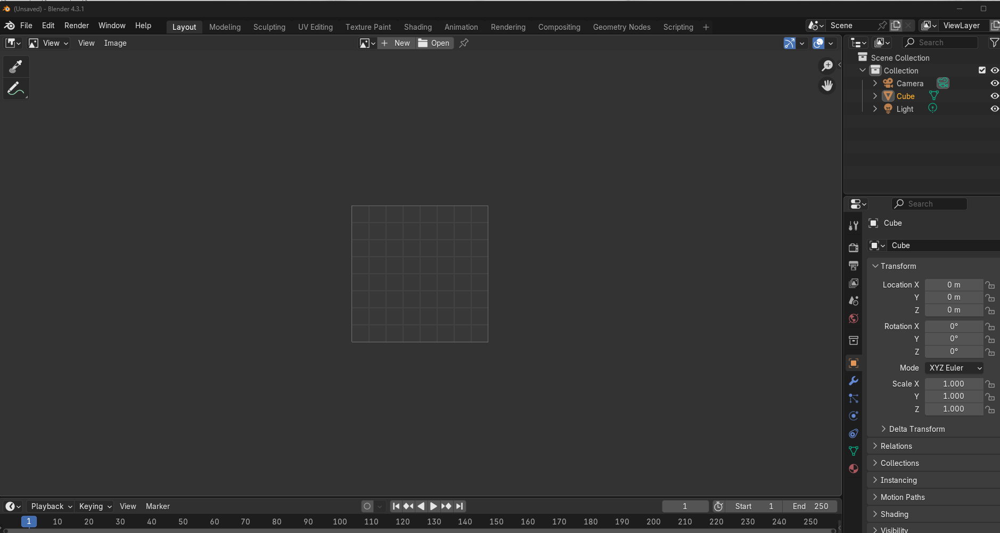 (Unsaved) - Blender 4.3.1
File Edit Render Window Help Layout Modeling Sculpting UV Editing Texture Paint Shading Animation Rendering Compositing Geometry Nodes Scripting + Scene ViewLayer
View View Image New Open
Search
Scene Collection
Collection
Camera
Cube
Light
Search
Cube
Cube
Transform
Location X 0 m
Y 0 m
Z 0 m
Rotation X 0°
Y 0°
Z 0°
Mode XYZ Euler
Scale X 1.000
Y 1.000
Z 1.000
Delta Transform
Relations
Collections
Instancing
Motion Paths
Shading
Visibility
Playback Keying View Marker 1 Start 1 End 250
1 10 20 30 40 50 60 70 80 90 100 110 120 130 140 150 160 170 180 190 200 210 220 230 240 250